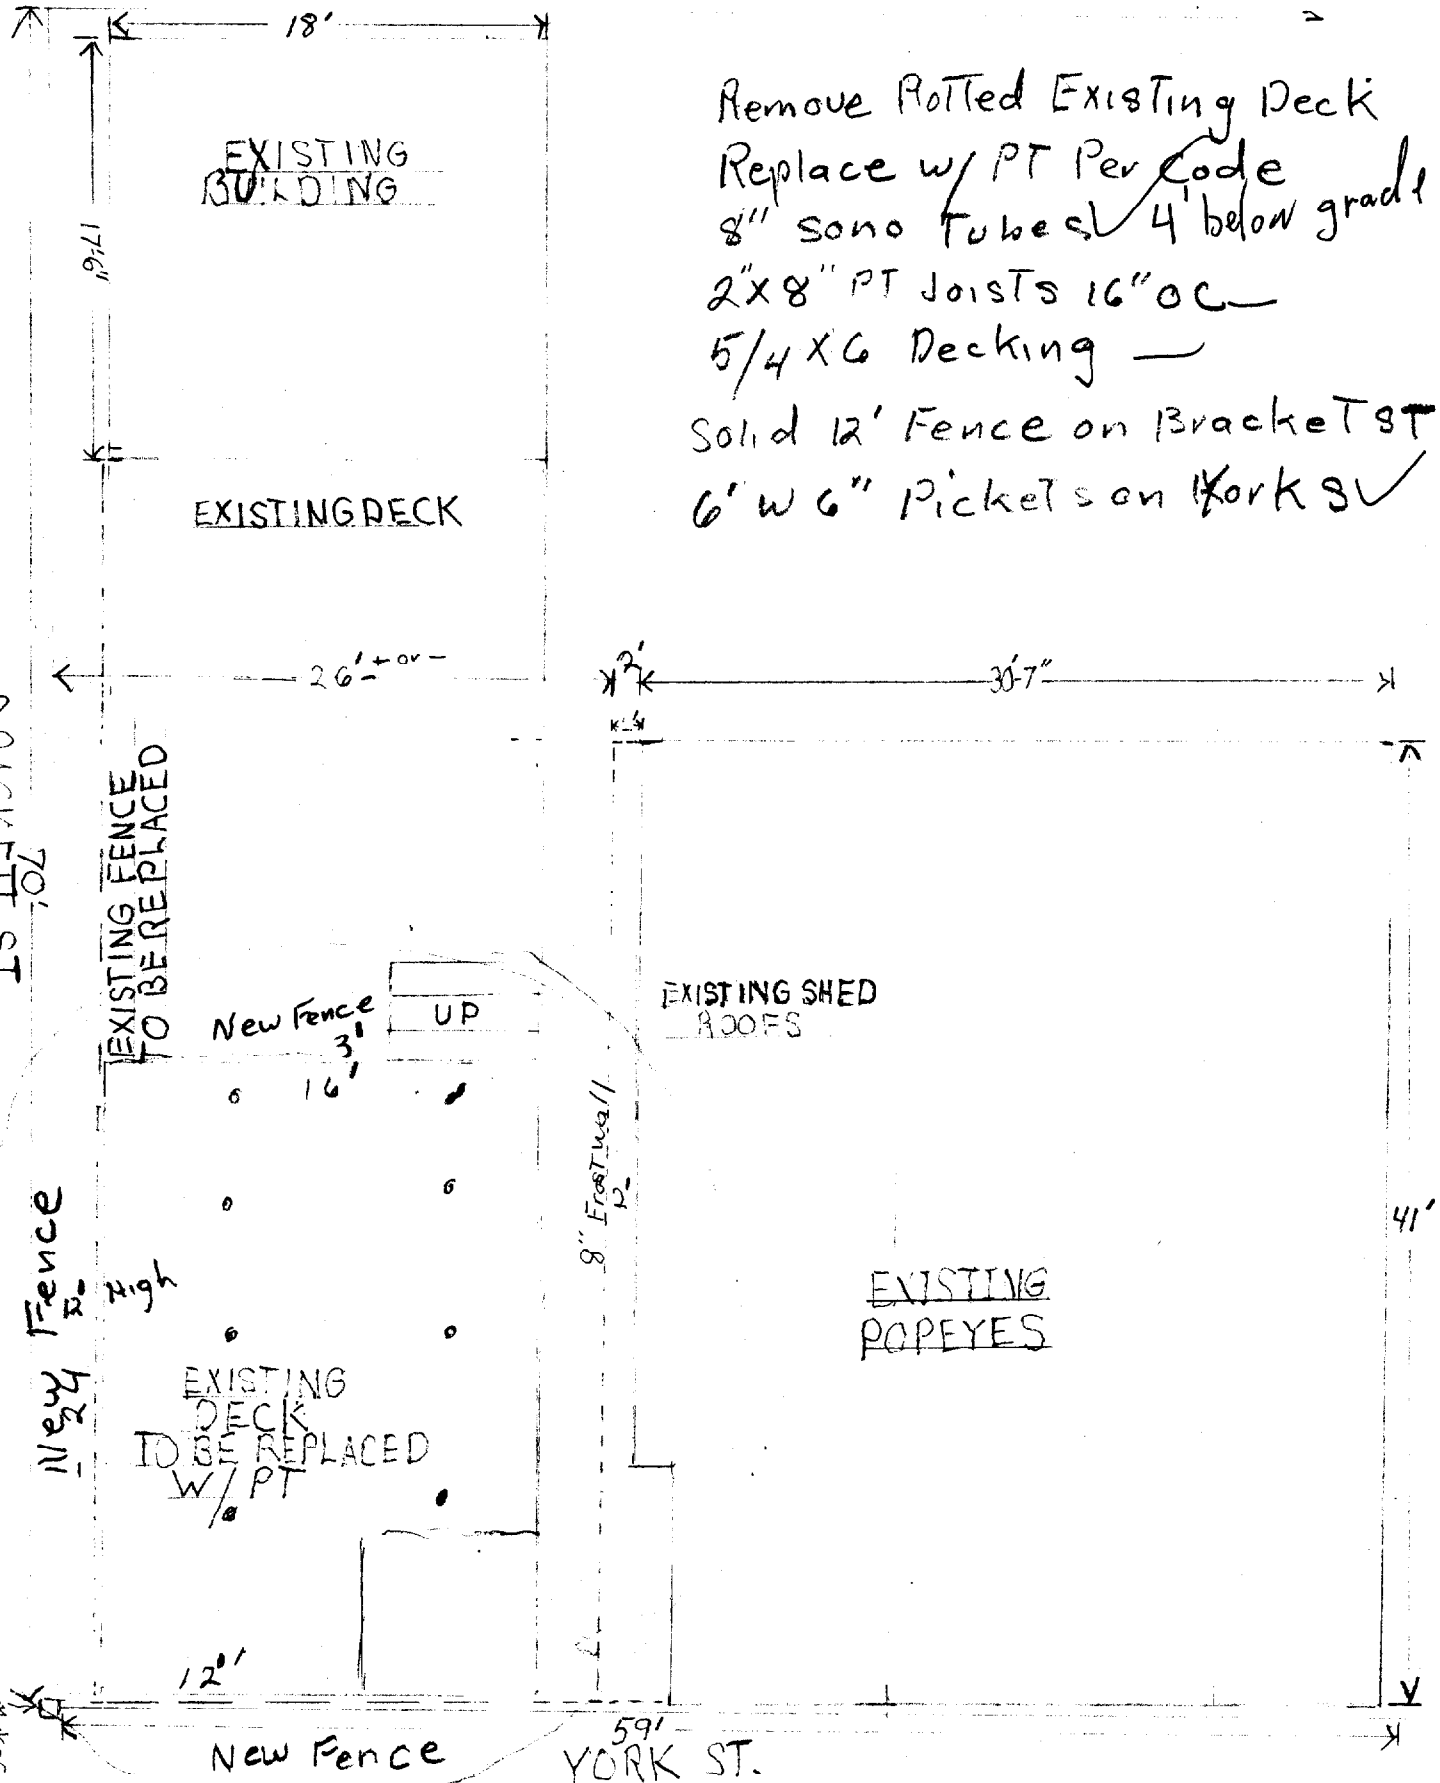 18'
Remove Rotted Existing Deck
Replace w/ PT Per Code
8" sono Tubes 4' below grade
2"x8" PT Joists 16" OC
5/4 X 6 Decking
Solid 12' Fence on Bracket ST
6' w 6" Pickets on York S
EXISTING
BUILDING
17'-6"
EXISTING DECK
26' + or -
2'
30'-7"
70'
EXISTING FENCE
TO BE REPLACED
New Fence
3'
16'
UP
EXISTING SHED
ROOFS
8" Frost wall
41'
New Fence
24
High
EXISTING
POPEYES
EXISTING
DECK
TO BE REPLACED
W/ PT
12'
59'
New Fence
YORK ST.